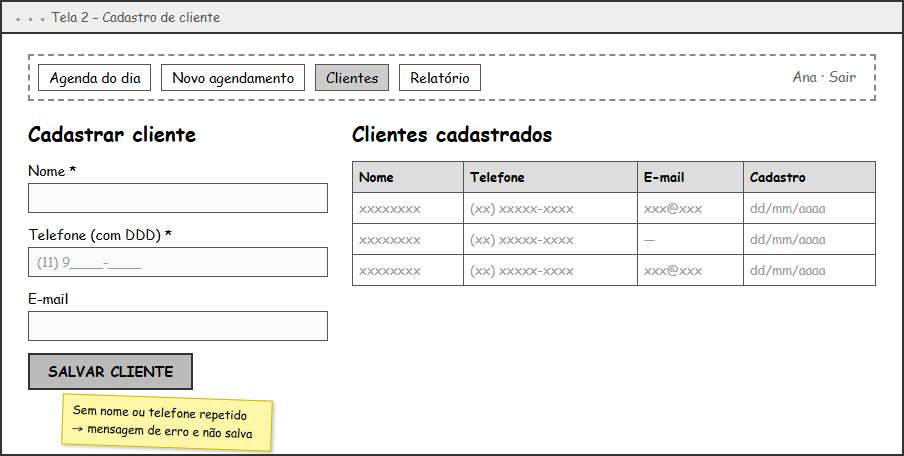 Tela 2 – Cadastro de cliente
Agenda do dia Novo agendamento Clientes Relatório Ana · Sair
Cadastrar cliente
Nome *
Telefone (com DDD) *
(11) 9____-____
E-mail
SALVAR CLIENTE
Sem nome ou telefone repetido
→ mensagem de erro e não salva
Clientes cadastrados
Nome Telefone E-mail Cadastro
xxxxxxxx (xx) xxxxx-xxxx xxx@xxx dd/mm/aaaa
xxxxxxxx (xx) xxxxx-xxxx — dd/mm/aaaa
xxxxxxxx (xx) xxxxx-xxxx xxx@xxx dd/mm/aaaa